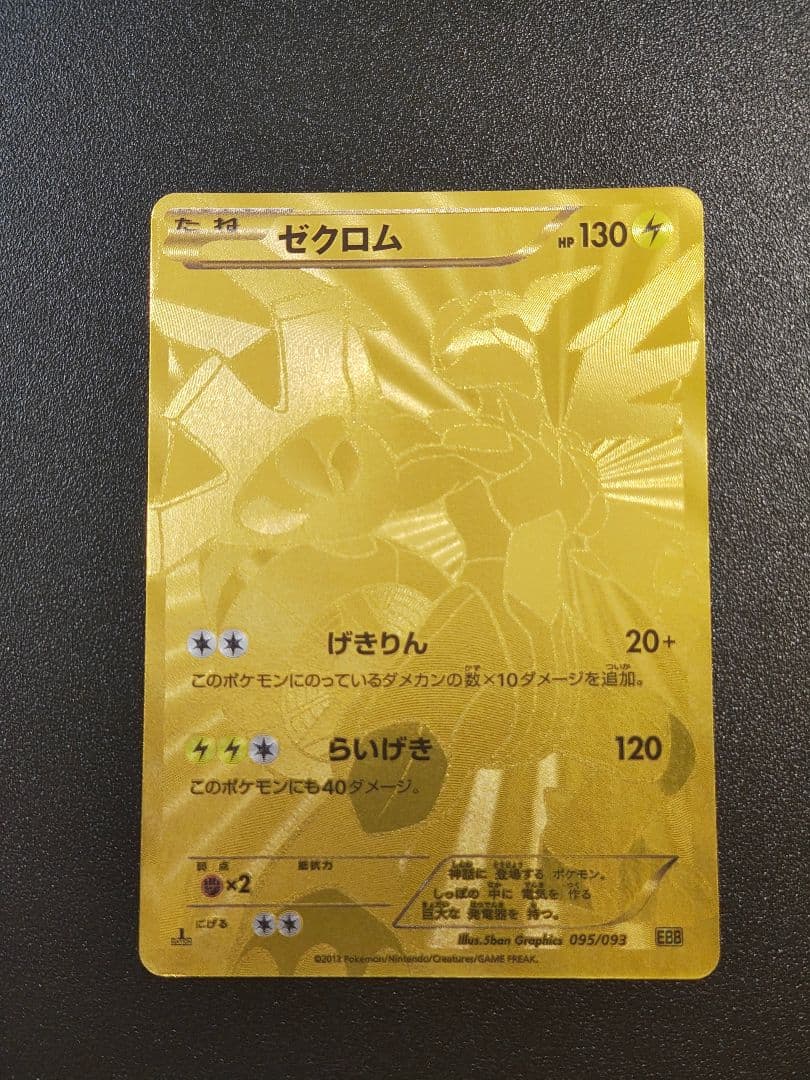 たね ゼクロム HP130
げきりん 20+
このポケモンにのっているダメカンの数×10ダメージを追加。
らいげき 120
このポケモンにも40ダメージ。
弱点 抵抗力
×2
神話に 登場する ポケモン。
しっぽの 中に 電気を 作る
巨大な 発電器を 持つ。
にげる
Illus.5ban Graphics 095/093 EBB
©2013 Pokémon/Nintendo/Creatures/GAME FREAK.